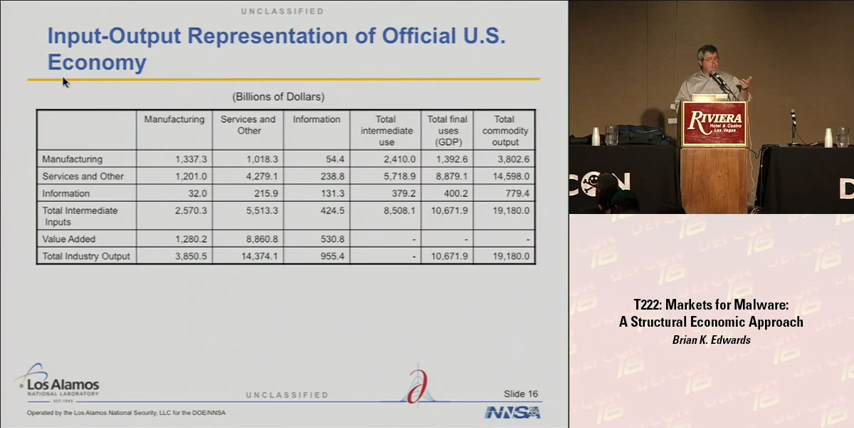 UNCLASSIFIED
Input-Output Representation of Official U.S.
Economy
(Billions of Dollars)
Manufacturing Services and Other Information Total intermediate use Total final uses (GDP) Total commodity output
Manufacturing 1,337.3 1,018.3 54.4 2,410.0 1,392.6 3,802.6
Services and Other 1,201.0 4,279.1 238.8 5,718.9 8,879.1 14,598.0
Information 32.0 215.9 131.3 379.2 400.2 779.4
Total Intermediate Inputs 2,570.3 5,513.3 424.5 8,508.1 10,671.9 19,180.0
Value Added 1,280.2 8,860.8 530.8 - - -
Total Industry Output 3,850.5 14,374.1 955.4 - 10,671.9 19,180.0
Los Alamos
NATIONAL LABORATORY
EST. 1943
UNCLASSIFIED
Slide 16
Operated by the Los Alamos National Security, LLC for the DOE/NNSA
NNSA
RIVIERA
Hotel & Casino
Las Vegas
CON
D
DEFCON
16
T222: Markets for Malware:
A Structural Economic Approach
Brian K. Edwards